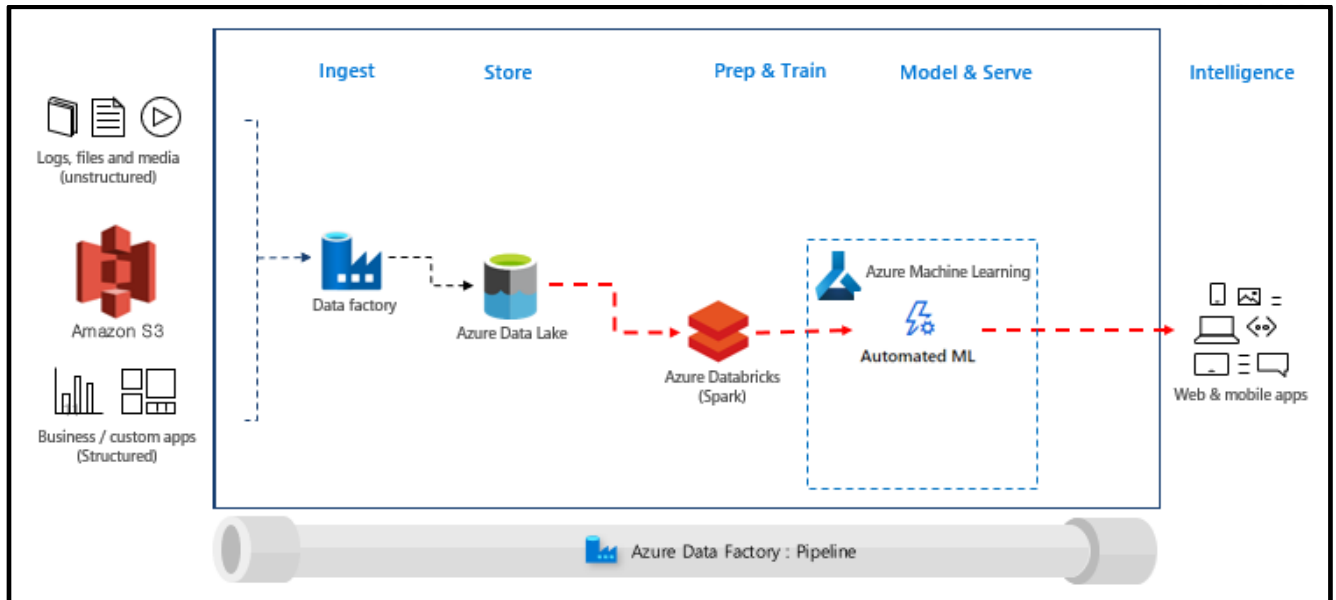 Ingest
Store
Prep & Train
Model & Serve
Intelligence
Logs, files and media
(unstructured)
Amazon S3
Business / custom apps
(Structured)
Data factory
Azure Data Lake
Azure Databricks
(Spark)
Azure Machine Learning
Automated ML
Web & mobile apps
Azure Data Factory : Pipeline